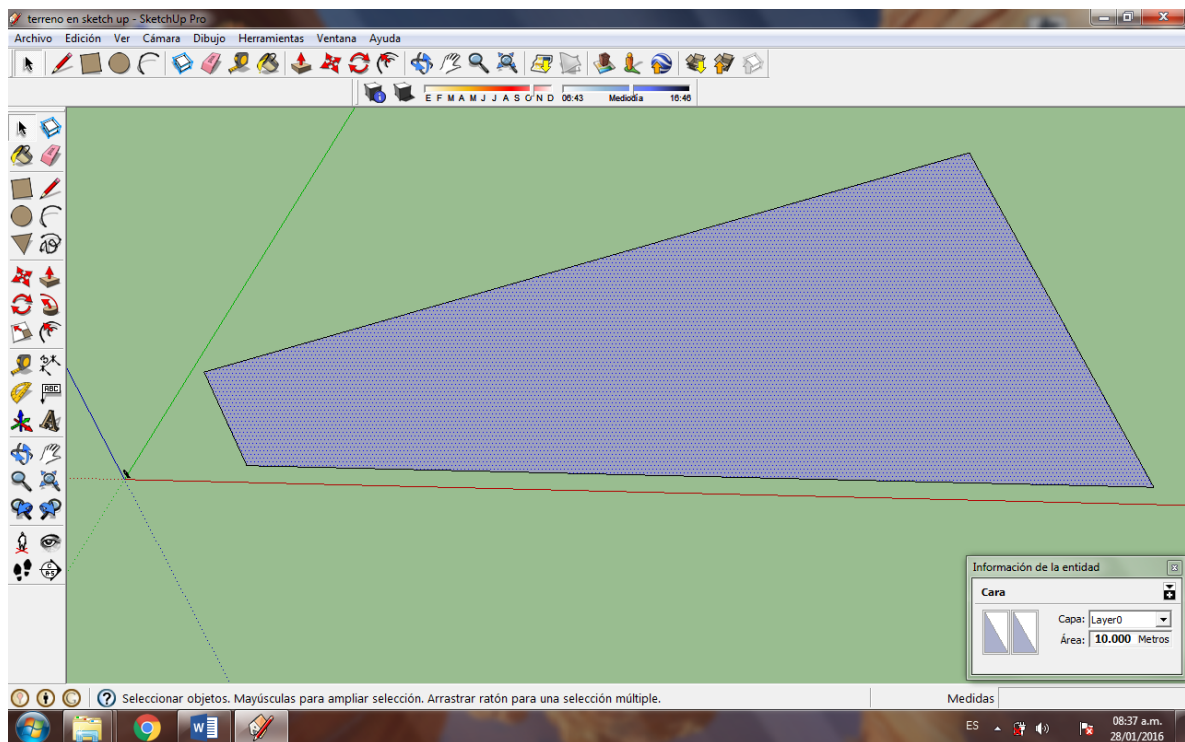 terreno en sketch up - SketchUp Pro
Archivo Edición Ver Cámara Dibujo Herramientas Ventana Ayuda
E F M A M J J A S O N D 06:43 Mediodía 16:46
ABC
Información de la entidad
Cara
Capa: Layer0
Área: 10.000 Metros
Seleccionar objetos. Mayúsculas para ampliar selección. Arrastrar ratón para una selección múltiple.
Medidas
ES
08:37 a.m.
28/01/2016